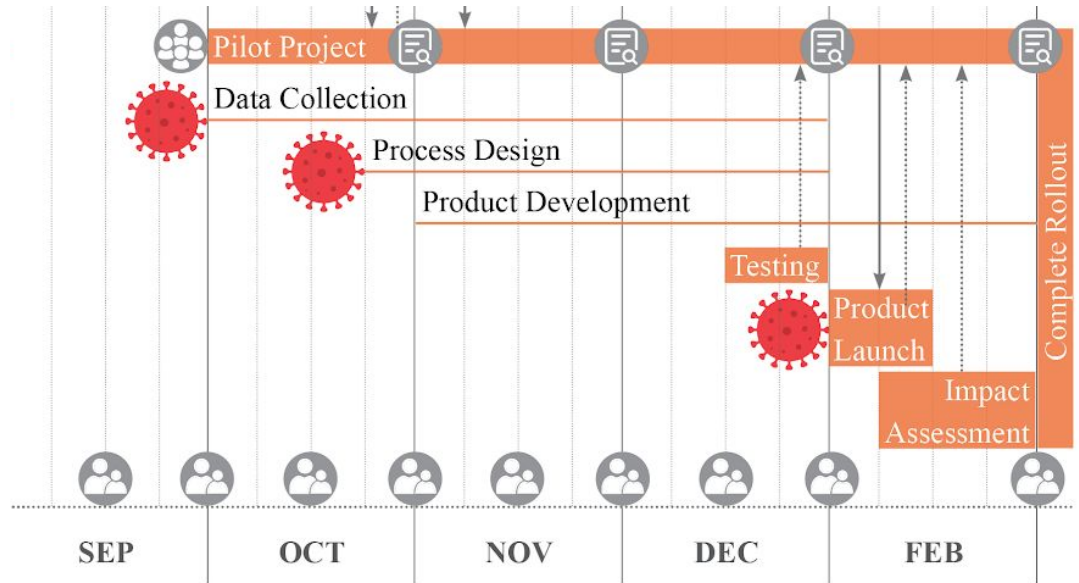 Pilot Project
Data Collection
Process Design
Product Development
Testing
Product
Launch
Impact
Assessment
Complete Rollout
SEP
OCT
NOV
DEC
FEB